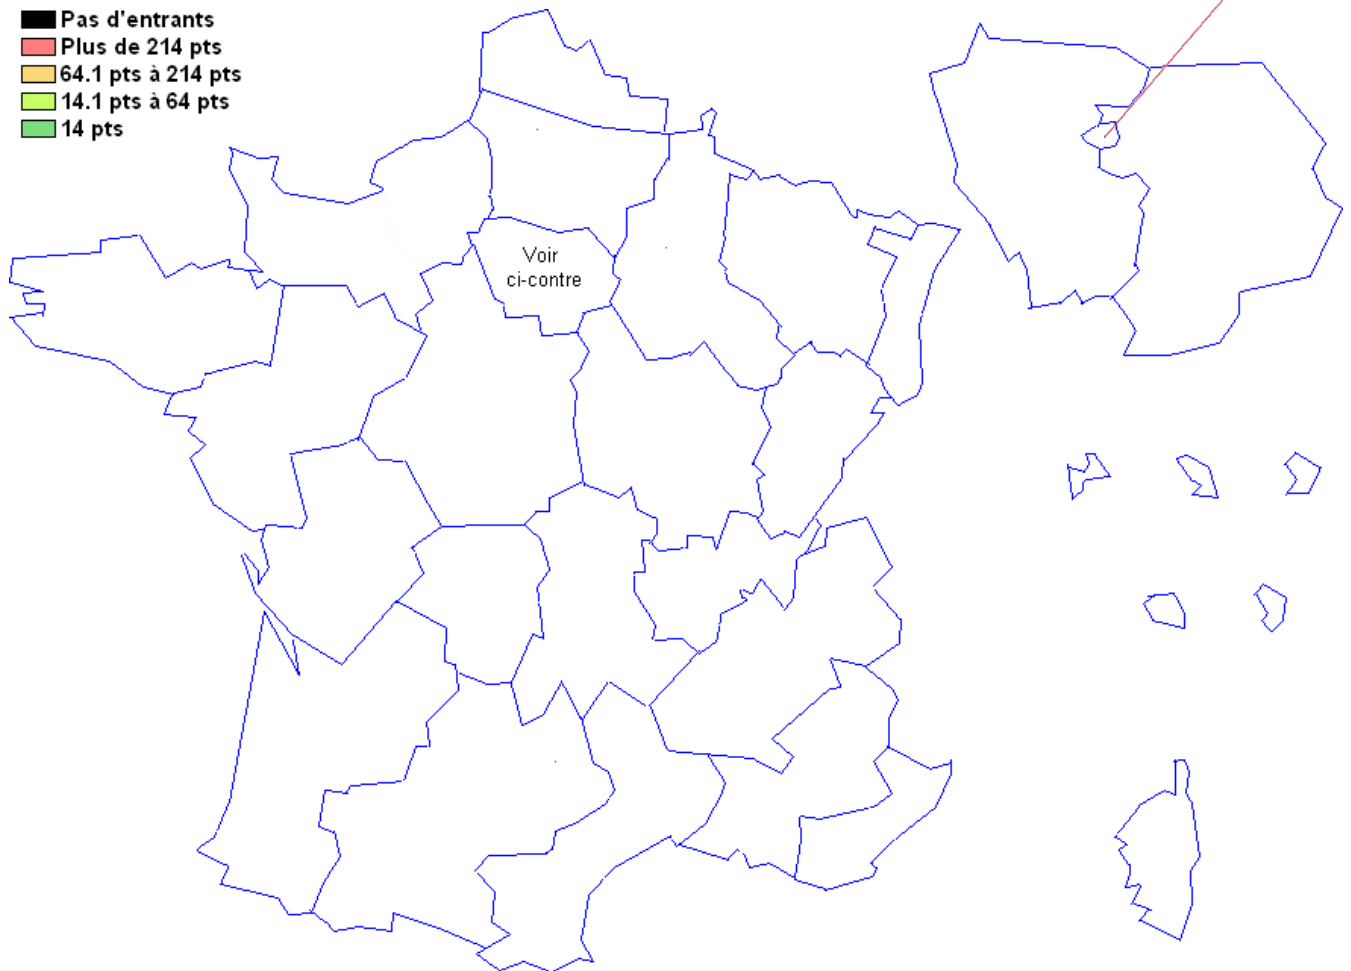 Pas d'entrants
Plus de 214 pts
64.1 pts à 214 pts
14.1 pts à 64 pts
14 pts
Voir
ci-contre